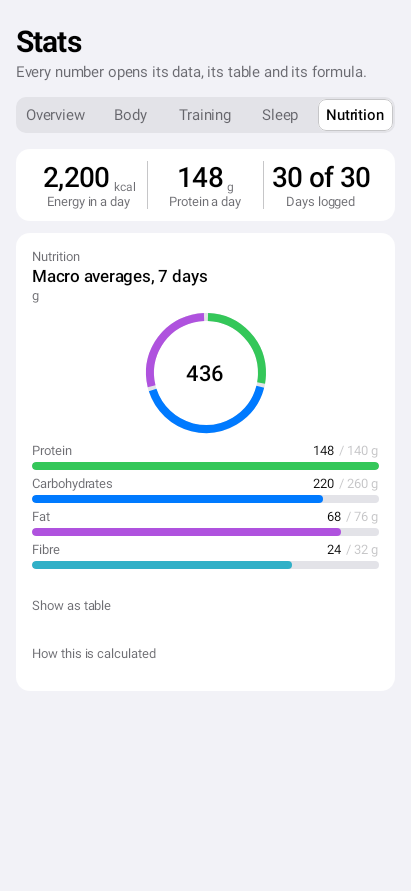 Stats
Every number opens its data, its table and its formula.
Overview Body Training Sleep Nutrition
2,200 kcal 148 g 30 of 30
Energy in a day Protein a day Days logged
Nutrition
Macro averages, 7 days
g
436
Protein 148 / 140 g
Carbohydrates 220 / 260 g
Fat 68 / 76 g
Fibre 24 / 32 g
Show as table
How this is calculated